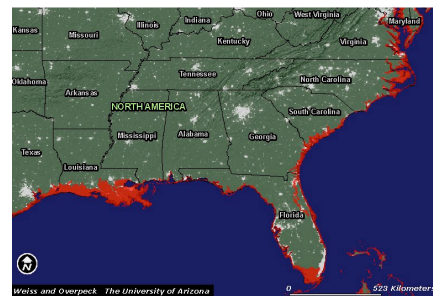 Ohio
West Virginia
Maryland
Indiana
Illinois
Kansas
Missouri
Kentucky
Virginia
Tennessee
Oklahoma
North Carolina
Arkansas
NORTH AMERICA
South Carolina
Mississippi
Alabama
Georgia
Texas
Louisiana
Florida
N
Weiss and Overpeck The University of Arizona
0 523 Kilometers